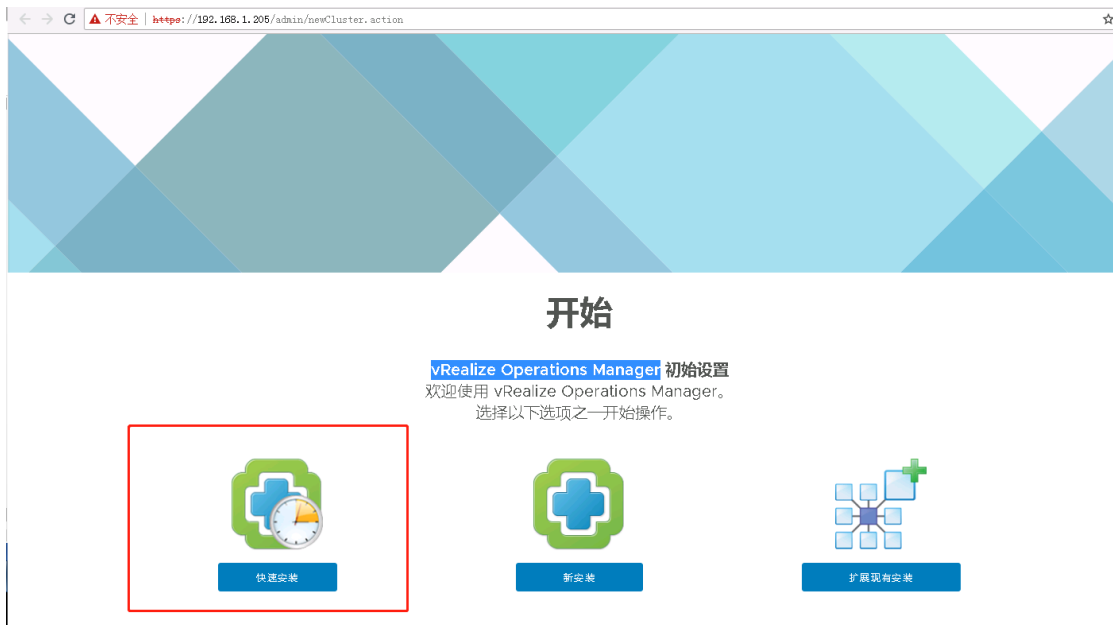 不安全 https://192.168.1.205/admin/newCluster.action
开始
vRealize Operations Manager 初始设置
欢迎使用 vRealize Operations Manager。
选择以下选项之一开始操作。
快速安装
新安装
扩展现有安装